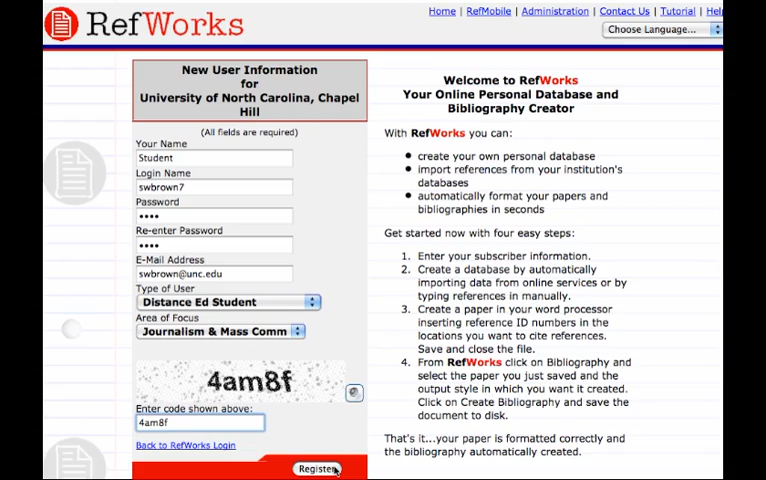 RefWorks
Home | RefMobile | Administration | Contact Us | Tutorial | Help
Choose Language...
New User Information
for
University of North Carolina, Chapel
Hill
(All fields are required)
Your Name
Student
Login Name
swbrown7
Password
••••
Re-enter Password
••••
E-Mail Address
swbrown@unc.edu
Type of User
Distance Ed Student
Area of Focus
Journalism & Mass Comm
4am8f
Enter code shown above:
4am8f
Back to RefWorks Login
Register
Welcome to RefWorks
Your Online Personal Database and
Bibliography Creator
With RefWorks you can:
• create your own personal database
• import references from your institution's
databases
• automatically format your papers and
bibliographies in seconds
Get started now with four easy steps:
1. Enter your subscriber information.
2. Create a database by automatically
importing data from online services or by
typing references in manually.
3. Create a paper in your word processor
inserting reference ID numbers in the
locations you want to cite references.
Save and close the file.
4. From RefWorks click on Bibliography and
select the paper you just saved and the
output style in which you want it created.
Click on Create Bibliography and save the
document to disk.
That's it...your paper is formatted correctly and
the bibliography automatically created.